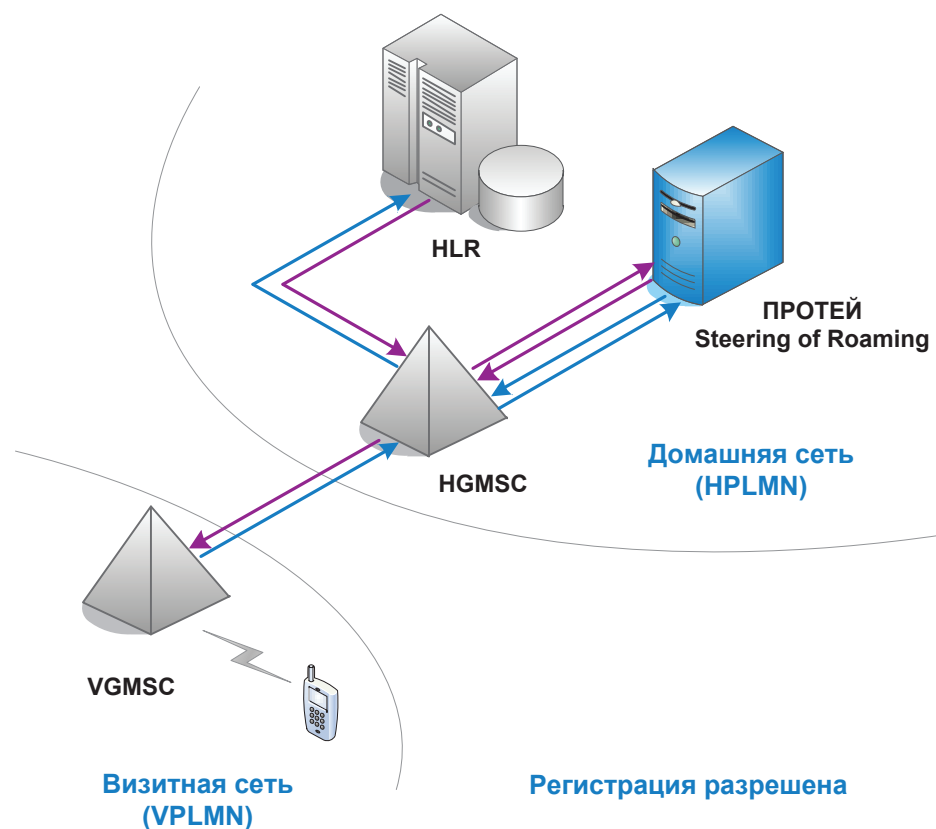 HLR
ПРОТЕЙ
Steering of Roaming
Домашняя сеть
(HPLMN)
HGMSC
VGMSC
Визитная сеть
(VPLMN)
Регистрация разрешена